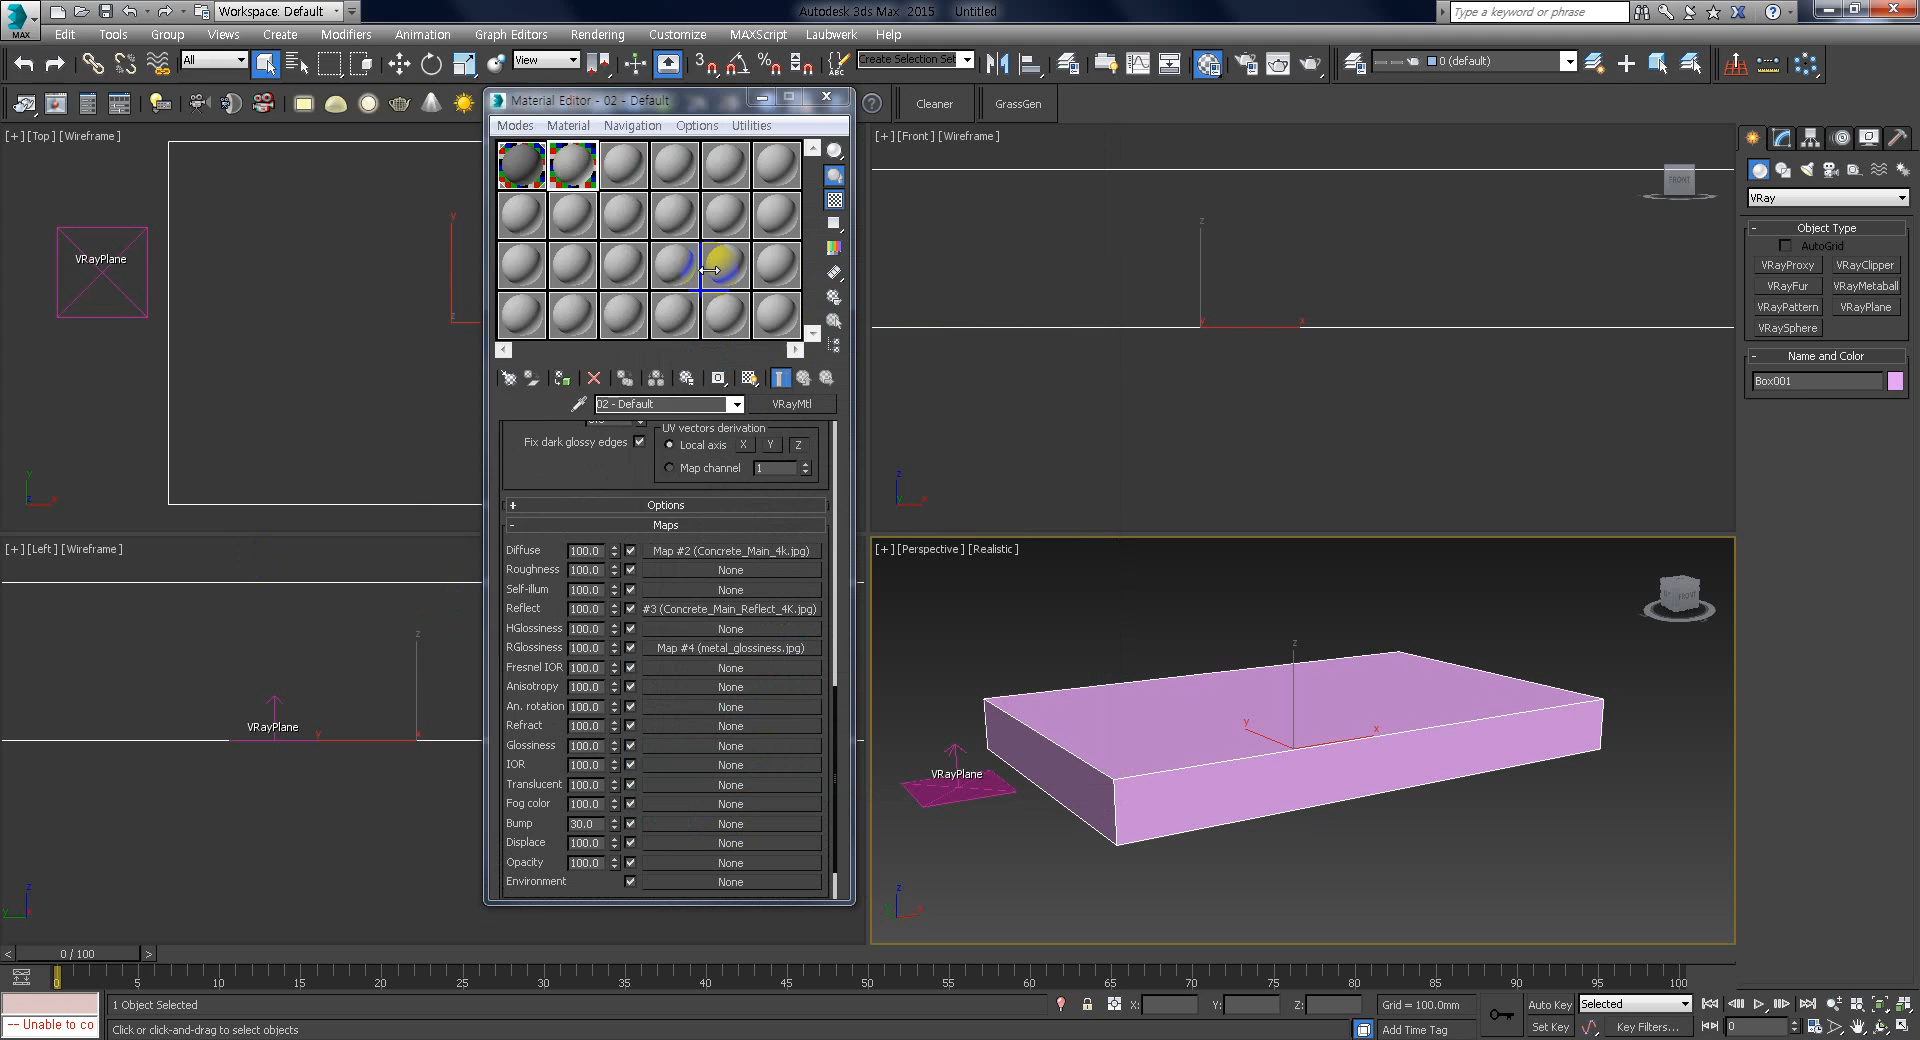 Workspace: Default
Autodesk 3ds Max 2015 Untitled
Type a keyword or phrase
MAX
Edit Tools Group Views Create Modifiers Animation Graph Editors Rendering Customize MAXScript Laubwerk Help
All
View
3
ABC
Create Selection Set
0 (default)
Cleaner
GrassGen
Material Editor - 02 - Default
Modes Material Navigation Options Utilities
02 - Default
VRayMtl
Fix dark glossy edges
UV vectors derivation
Local axis X Y Z
Map channel 1
+ Options
- Maps
Diffuse 100.0 Map #2 (Concrete_Main_4k.jpg)
Roughness 100.0 None
Self-illum 100.0 None
Reflect 100.0 #3 (Concrete_Main_Reflect_4K.jpg)
HGlossiness 100.0 None
RGlossiness 100.0 Map #4 (metal_glossiness.jpg)
Fresnel IOR 100.0 None
Anisotropy 100.0 None
An. rotation 100.0 None
Refract 100.0 None
Glossiness 100.0 None
IOR 100.0 None
Translucent 100.0 None
Fog color 100.0 None
Bump 30.0 None
Displace 100.0 None
Opacity 100.0 None
Environment None
[+] [Top] [Wireframe]
VRayPlane
y
z
y
z x
[+] [Front] [Wireframe]
FRONT
z
y x
z
y x
[+] [Left] [Wireframe]
z
VRayPlane
y x
z
y x
[+] [Perspective] [Realistic]
FRONT
z
y
x
VRayPlane
z
y x
VRay
- Object Type
AutoGrid
VRayProxy VRayClipper
VRayFur VRayMetaball
VRayPattern VRayPlane
VRaySphere
- Name and Color
Box001
< 0 / 100 >
0 5 10 15 20 25 30 35 40 45 50 55 60 65 70 75 80 85 90 95 100
-- Unable to co
1 Object Selected
Click or click-and-drag to select objects
X: Y: Z:
Grid = 100.0mm
Add Time Tag
Auto Key
Selected
Set Key
Key Filters...
0